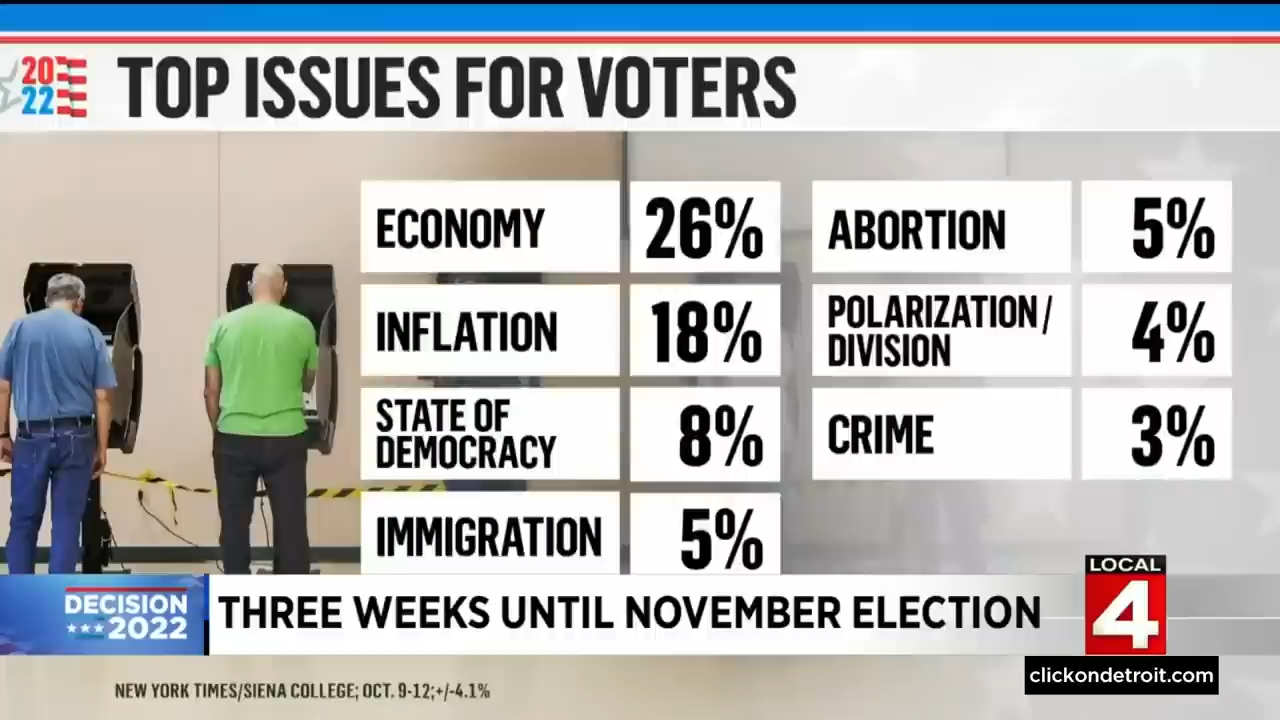 20
22
TOP ISSUES FOR VOTERS
ECONOMY 26%
INFLATION 18%
STATE OF
DEMOCRACY 8%
IMMIGRATION 5%
ABORTION 5%
POLARIZATION/
DIVISION 4%
CRIME 3%
DECISION
2022
THREE WEEKS UNTIL NOVEMBER ELECTION
LOCAL
4
clickondetroit.com
NEW YORK TIMES/SIENA COLLEGE; OCT. 9-12;+/-4.1%